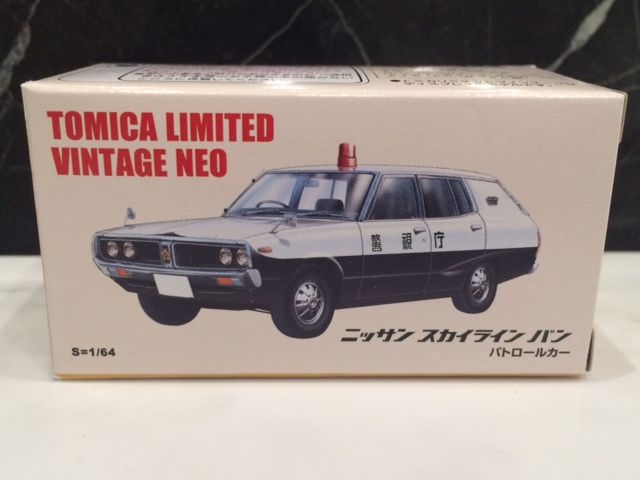 TOMICA LIMITED
VINTAGE NEO
警視庁
S=1/64
ニッサン スカイライン バン
パトロールカー